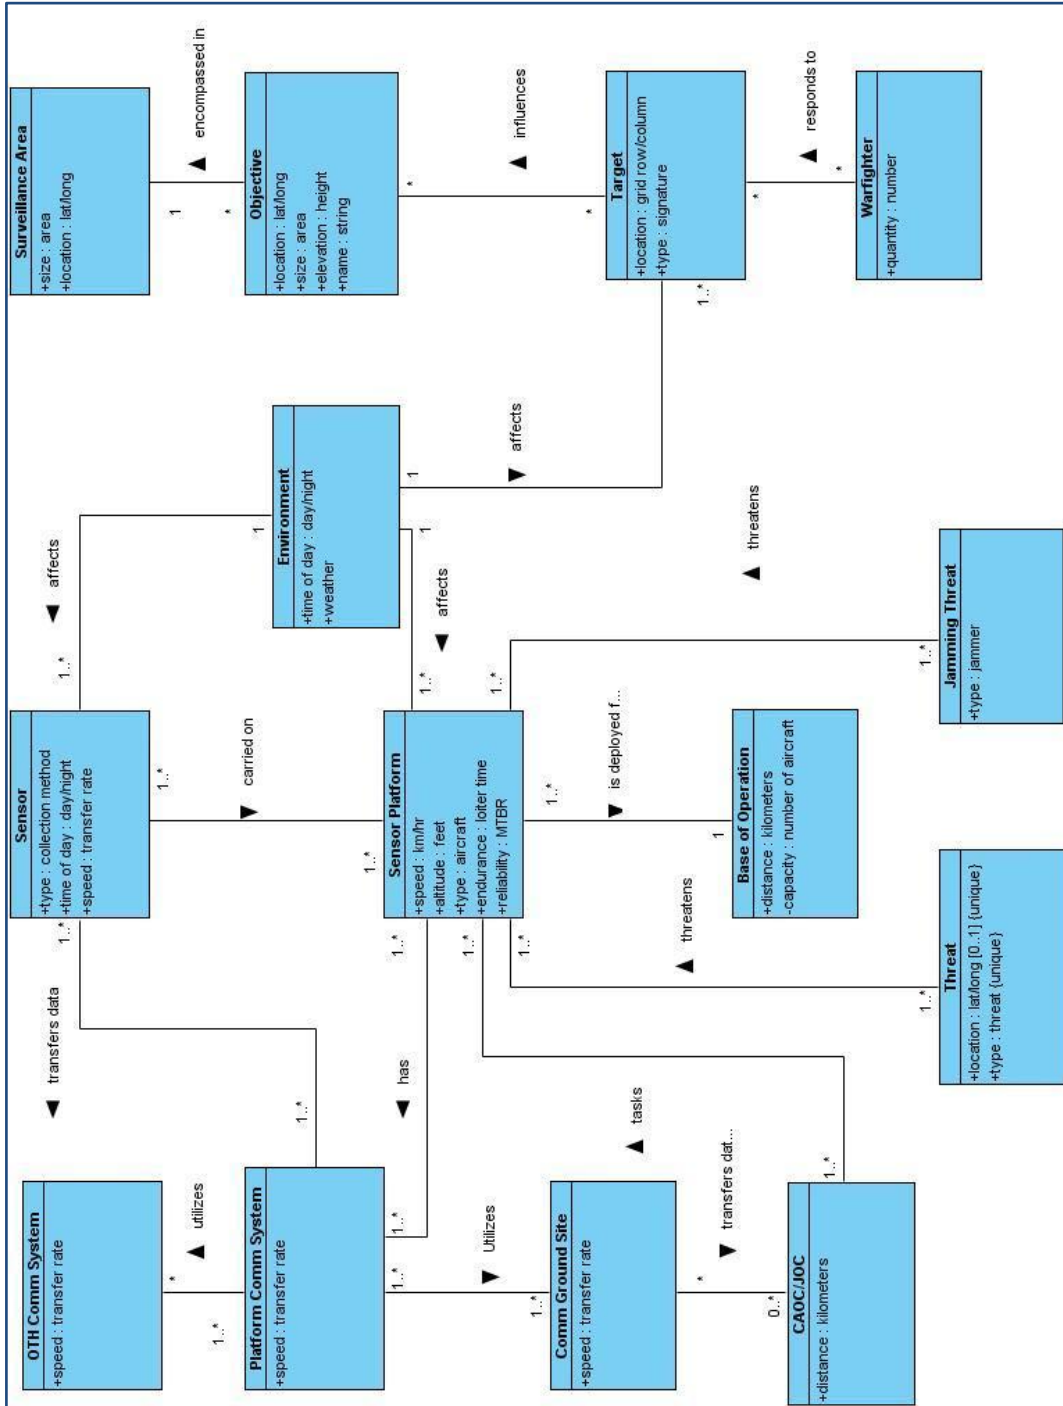 OTH Comm System
+speed : transfer rate
transfers data
1..*
Sensor
+type : collection method
+time of day : day/night
+speed : transfer rate
1..*
affects
Surveillance Area
+size : area
+location : lat/long
*
utilizes
1..*
1..*
carried on
1
encompassed in
*
Platform Comm System
+speed : transfer rate
1..*
1..*
Environment
+time of day : day/night
+weather
1
Objective
+location : lat/long
+size : area
+elevation : height
+name : string
1..*
1..*
has
1..*
Sensor Platform
+speed : km/hr
+altitude : feet
+type : aircraft
+endurance : loiter time
+reliability : MTBR
1..*
affects
1
1
*
Utilizes
1..*
1..*
1..*
1..*
affects
influences
*
Comm Ground Site
+speed : transfer rate
tasks
1..*
is deployed f...
Target
+location : grid row/column
+type : signature
1..*
*
transfers dat...
*
0..*
threatens
1
threatens
responds to
*
CAOC/JOC
+distance : kilometers
1..*
Base of Operation
+distance : kilometers
-capacity : number of aircraft
Warfighter
+quantity : number
1..*
Threat
+location : lat/long [0..1] {unique}
+type : threat {unique}
1..*
Jamming Threat
+type : jammer